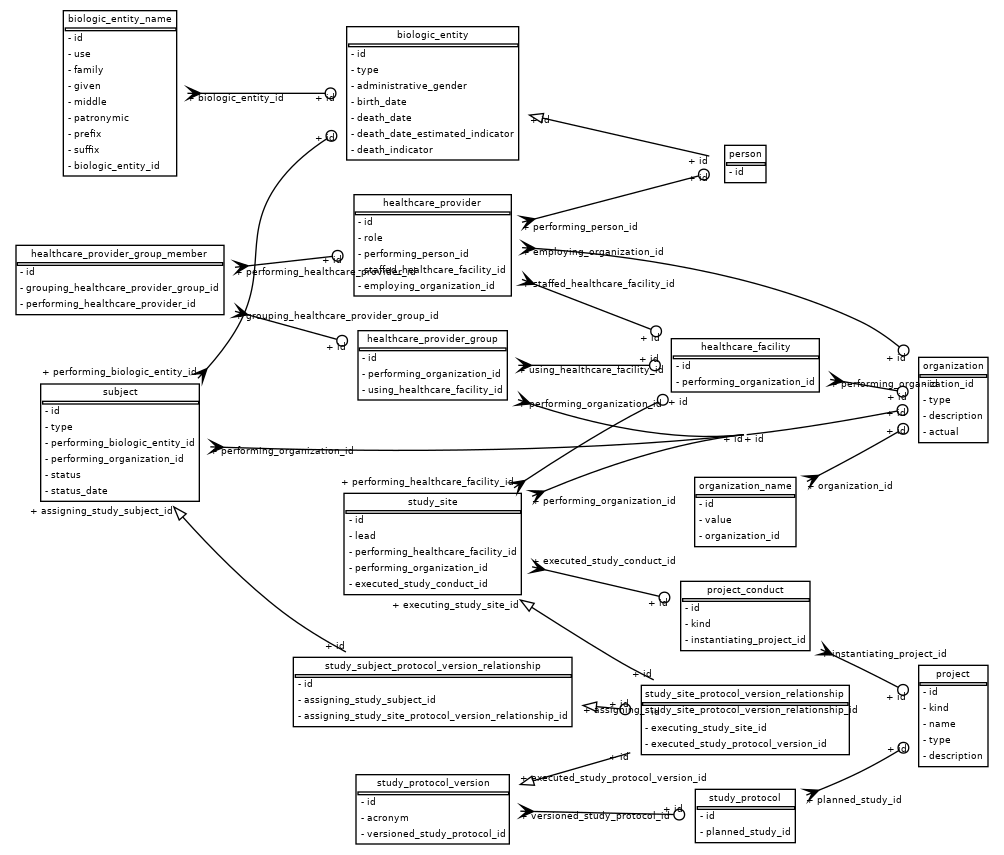 biologic_entity_name
- id
- use
- family
- given
- middle
- patronymic
- prefix
- suffix
- biologic_entity_id
biologic_entity
- id
- type
- administrative_gender
- birth_date
- death_date
- death_date_estimated_indicator
- death_indicator
+ biologic_entity_id
+ id
+ id
+ id
person
- id
+ id
+ id
healthcare_provider
- id
- role
- performing_person_id
- staffed_healthcare_facility_id
- employing_organization_id
+ performing_person_id
+ employing_organization_id
+ staffed_healthcare_facility_id
healthcare_provider_group_member
- id
- grouping_healthcare_provider_group_id
- performing_healthcare_provider_id
+ id
+ performing_healthcare_provider_id
+ grouping_healthcare_provider_group_id
+ id
healthcare_provider_group
- id
- performing_organization_id
- using_healthcare_facility_id
+ using_healthcare_facility_id
+ performing_organization_id
+ id
+ id
healthcare_facility
- id
- performing_organization_id
+ id
+ performing_organization_id
+ id
+ id
+ id
+ id
organization
- id
- type
- description
- actual
+ performing_biologic_entity_id
subject
- id
- type
- performing_biologic_entity_id
- performing_organization_id
- status
- status_date
+ performing_organization_id
+ id
+ id
+ assigning_study_subject_id
+ performing_healthcare_facility_id
study_site
- id
- lead
- performing_healthcare_facility_id
- performing_organization_id
- executed_study_conduct_id
+ performing_organization_id
organization_name
- id
- value
- organization_id
+ organization_id
+ executed_study_conduct_id
+ id
+ executing_study_site_id
project_conduct
- id
- kind
- instantiating_project_id
+ instantiating_project_id
+ id
project
- id
- kind
- name
- type
- description
+ id
+ id
study_subject_protocol_version_relationship
- id
- assigning_study_subject_id
- assigning_study_site_protocol_version_relationship_id
+ id
study_site_protocol_version_relationship
- id
- executing_study_site_id
- executed_study_protocol_version_id
+ id
+ assigning_study_site_protocol_version_relationship_id
+ id
+ executed_study_protocol_version_id
study_protocol_version
- id
- acronym
- versioned_study_protocol_id
+ versioned_study_protocol_id
+ id
study_protocol
- id
- planned_study_id
+ planned_study_id